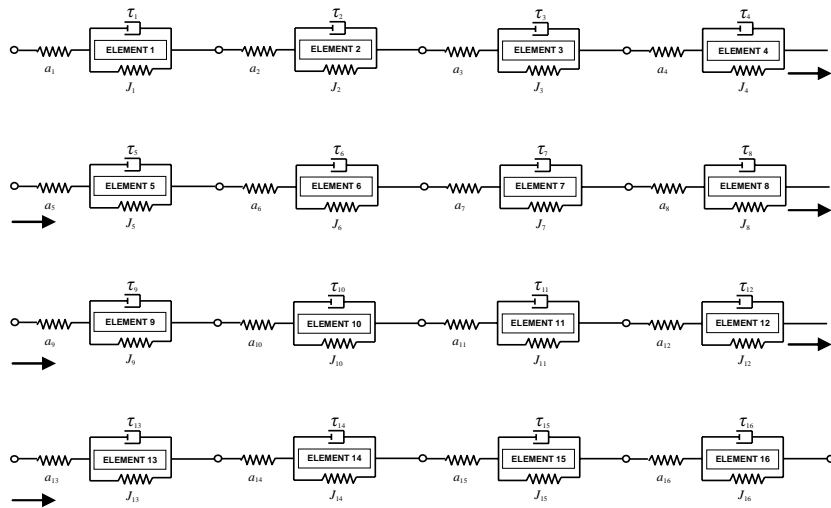 τ1 τ2 τ3 τ4
ELEMENT 1 ELEMENT 2 ELEMENT 3 ELEMENT 4
a1 J1 a2 J2 a3 J3 a4 J4
τ5 τ6 τ7 τ8
ELEMENT 5 ELEMENT 6 ELEMENT 7 ELEMENT 8
a5 J5 a6 J6 a7 J7 a8 J8
τ9 τ10 τ11 τ12
ELEMENT 9 ELEMENT 10 ELEMENT 11 ELEMENT 12
a9 J9 a10 J10 a11 J11 a12 J12
τ13 τ14 τ15 τ16
ELEMENT 13 ELEMENT 14 ELEMENT 15 ELEMENT 16
a13 J13 a14 J14 a15 J15 a16 J16